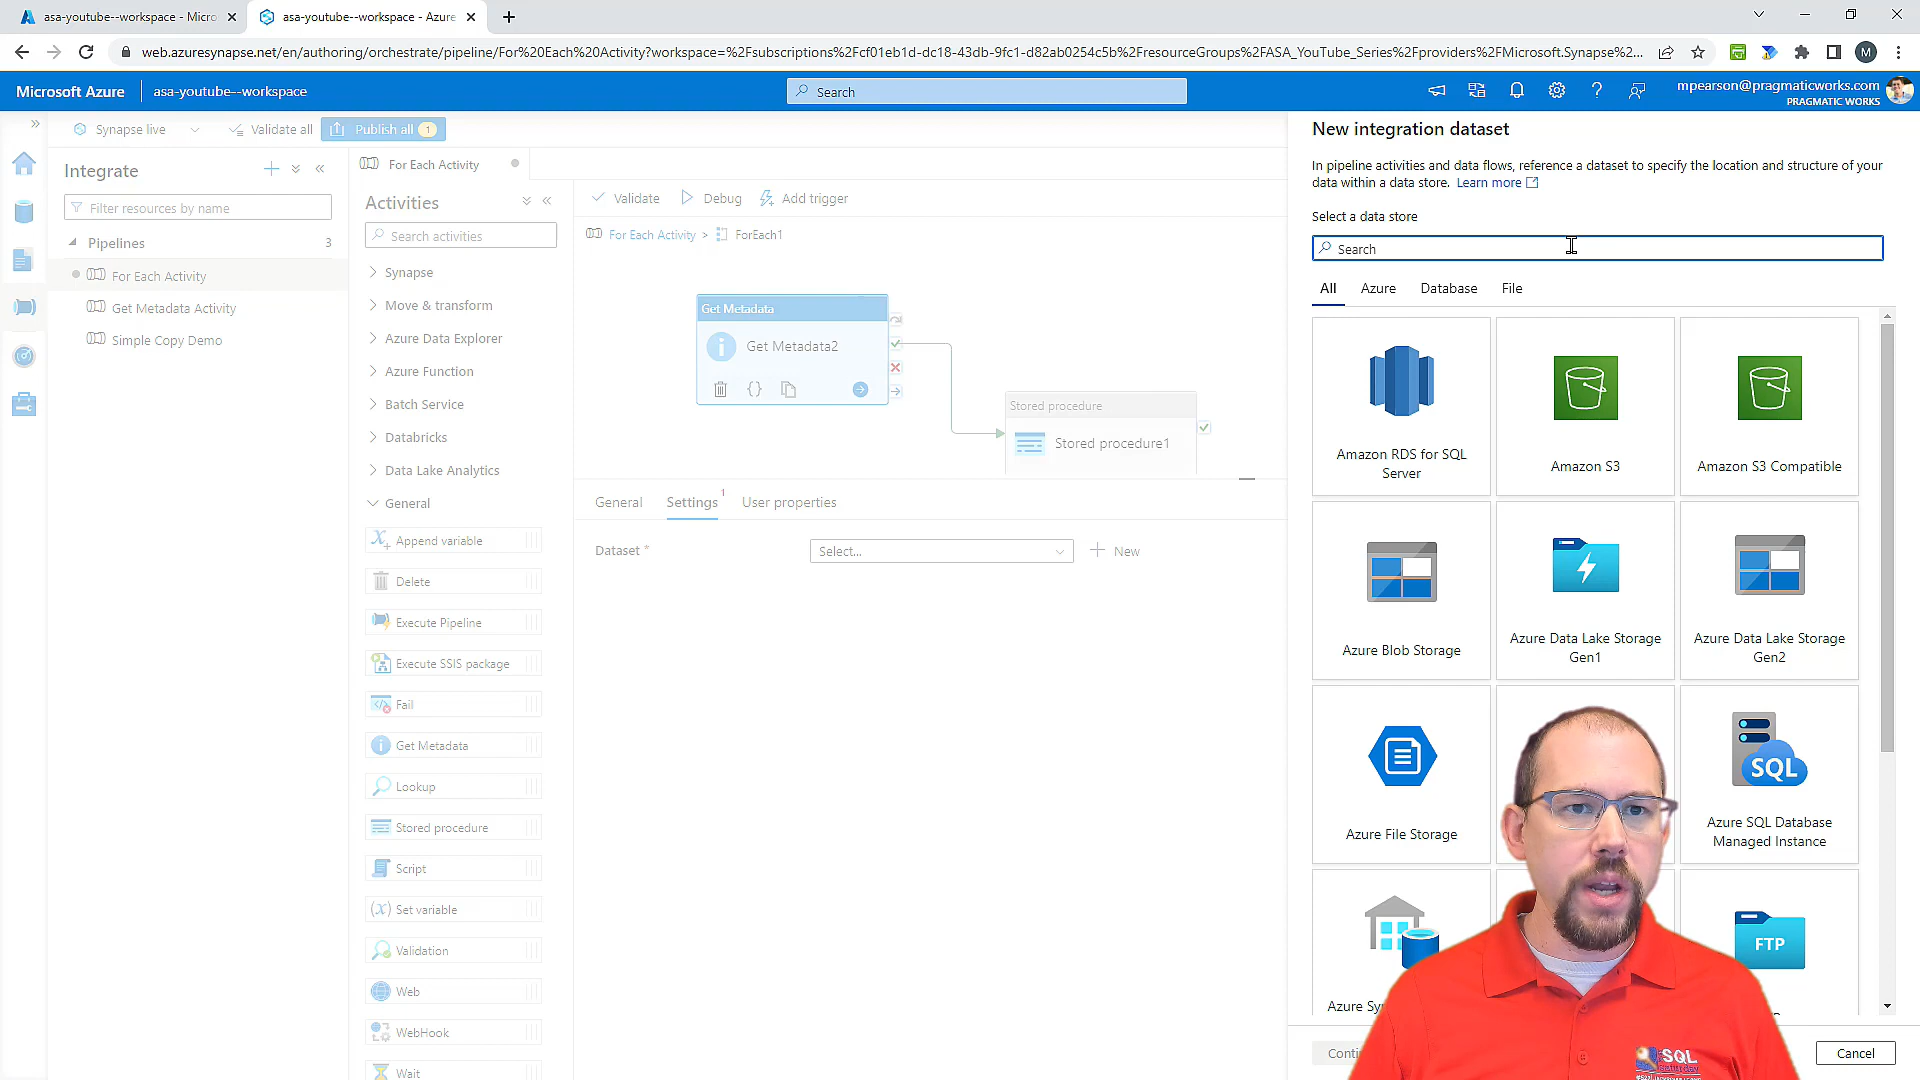 asa-youtube--workspace - Micro
asa-youtube--workspace - Azure
web.azuresynapse.net/en/authoring/orchestrate/pipeline/For%20Each%20Activity?workspace=%2Fsubscriptions%2Fcf01eb1d-dc18-43db-9fc1-d82ab0254c5b%2FresourceGroups%2FASA_YouTube_Series%2Fproviders%2FMicrosoft.Synapse%2...
M
Microsoft Azure
asa-youtube--workspace
Search
mpearson@pragmaticworks.com
PRAGMATIC WORKS
Synapse live
Validate all
Publish all 1
Integrate
Filter resources by name
Pipelines 3
For Each Activity
Get Metadata Activity
Simple Copy Demo
For Each Activity
Activities
Search activities
Synapse
Move & transform
Azure Data Explorer
Azure Function
Batch Service
Databricks
Data Lake Analytics
General
Append variable
Delete
Execute Pipeline
Execute SSIS package
Fail
Get Metadata
Lookup
Stored procedure
Script
Set variable
Validation
Web
WebHook
Wait
Validate
Debug
Add trigger
For Each Activity > ForEach1
Get Metadata
Get Metadata2
Stored procedure
Stored procedure1
General
Settings 1
User properties
Dataset *
Select...
New
New integration dataset
In pipeline activities and data flows, reference a dataset to specify the location and structure of your
data within a data store. Learn more
Select a data store
Search
All
Azure
Database
File
Amazon RDS for SQL
Server
Amazon S3
Amazon S3 Compatible
Azure Blob Storage
Azure Data Lake Storage
Gen1
Azure Data Lake Storage
Gen2
Azure File Storage
SQL
Azure SQL Database
Managed Instance
FTP
Azure Sy
Conti
Cancel
SQL